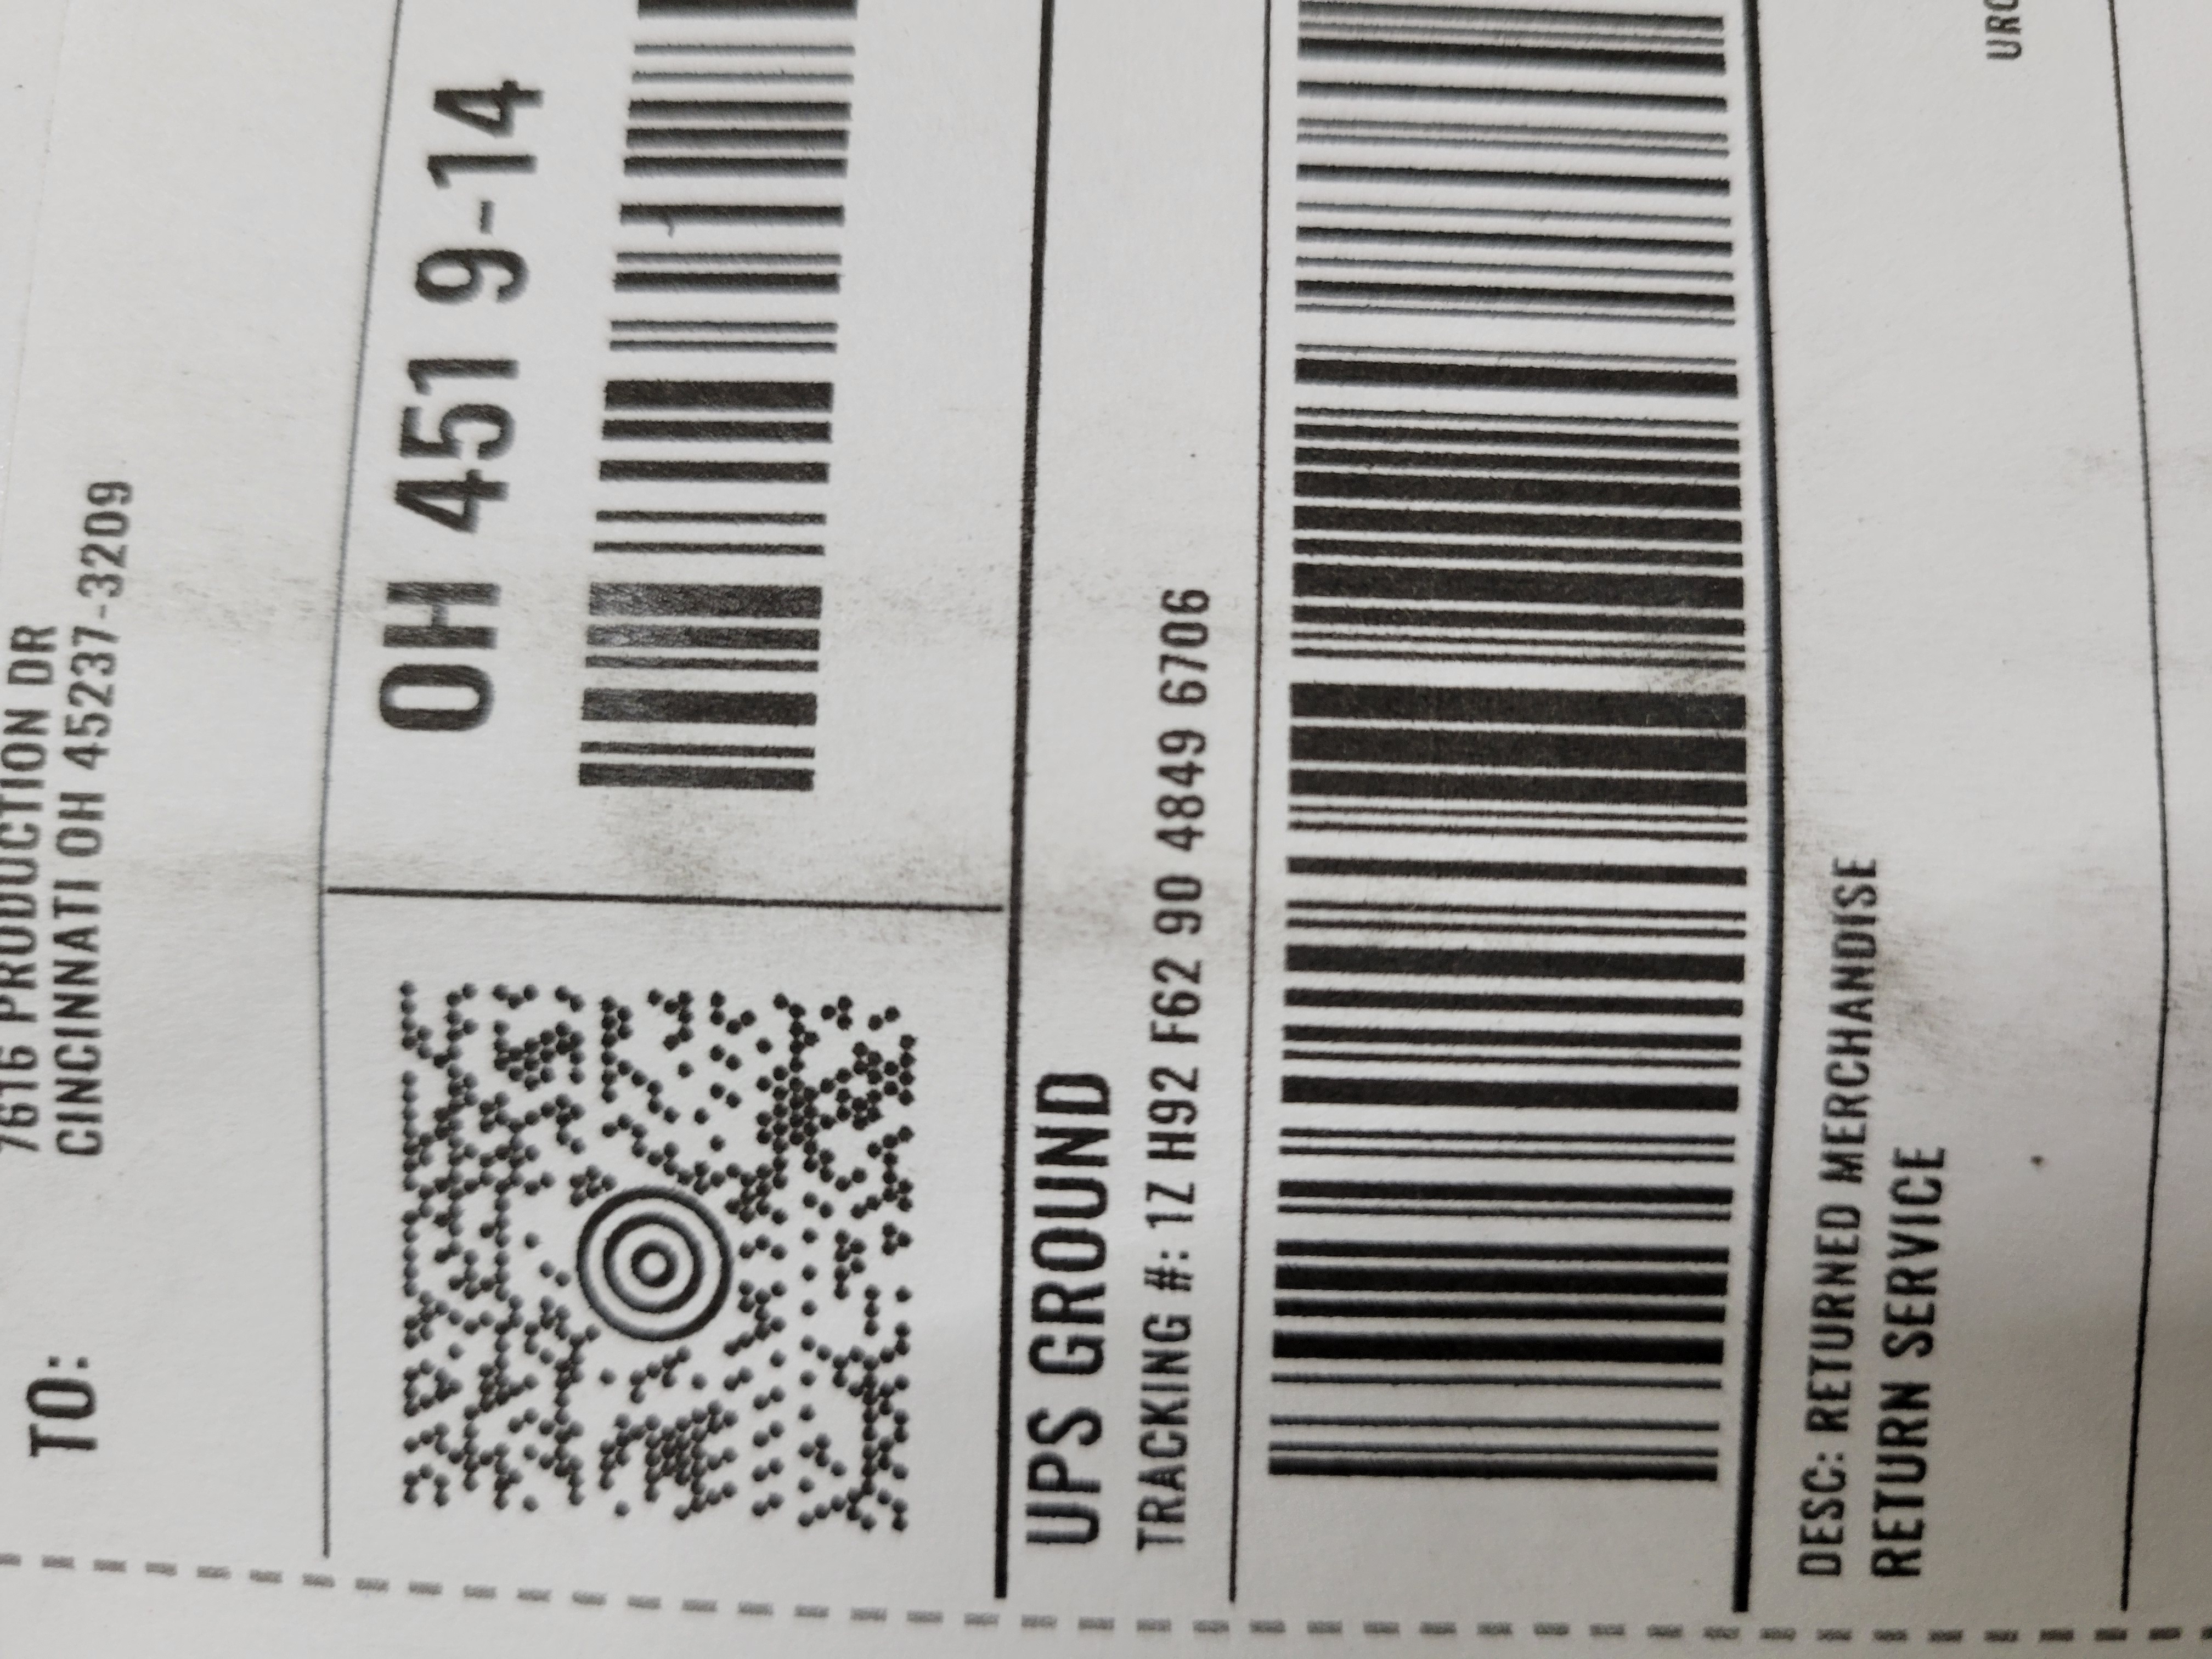 7616 PRODUCTION DR
CINCINNATI OH 45237-3209
TO:
OH 451 9-14
UPS GROUND
TRACKING #: 1Z H92 F62 90 4849 6706
DESC: RETURNED MERCHANDISE
RETURN SERVICE